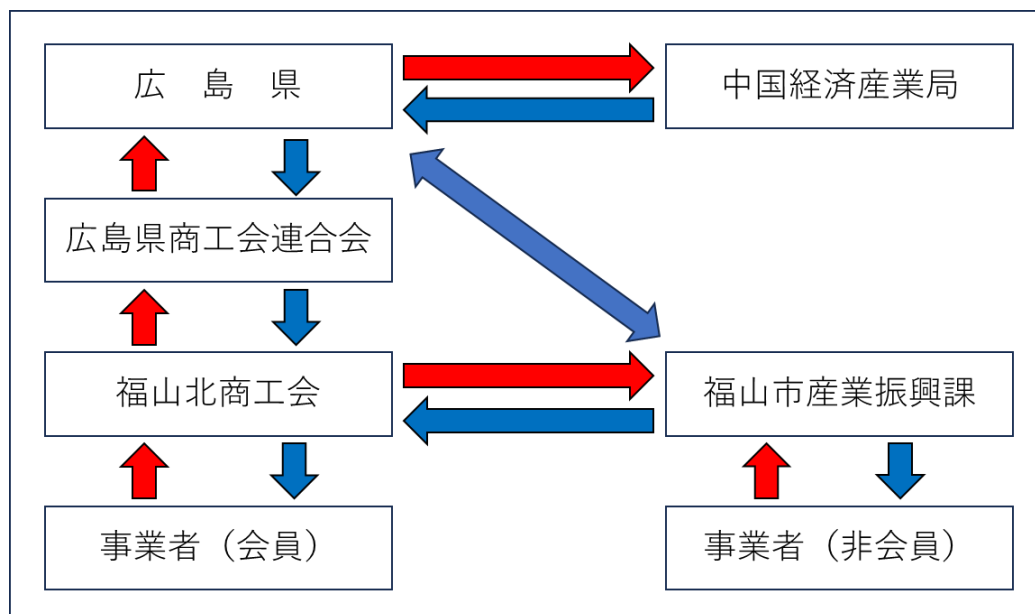 広　島　県
中国経済産業局
広島県商工会連合会
福山北商工会
福山市産業振興課
事業者（会員）
事業者（非会員）